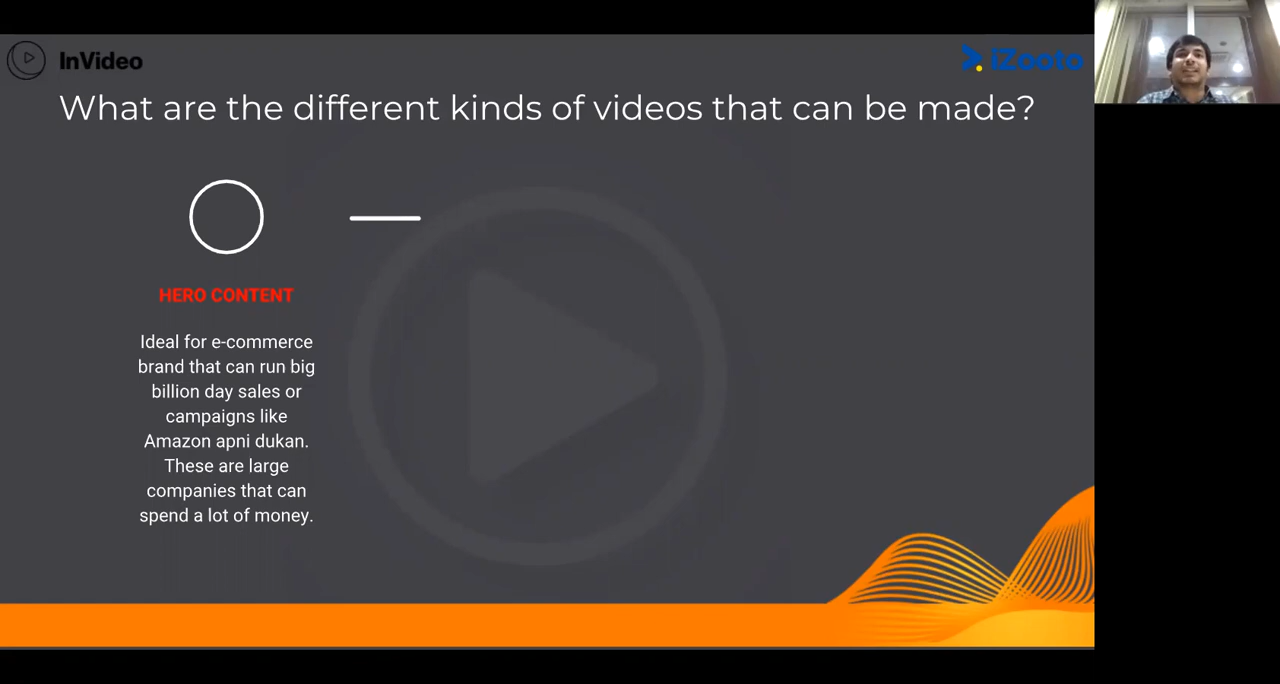 InVideo
iZooto
What are the different kinds of videos that can be made?
HERO CONTENT
Ideal for e-commerce
brand that can run big
billion day sales or
campaigns like
Amazon apni dukan.
These are large
companies that can
spend a lot of money.